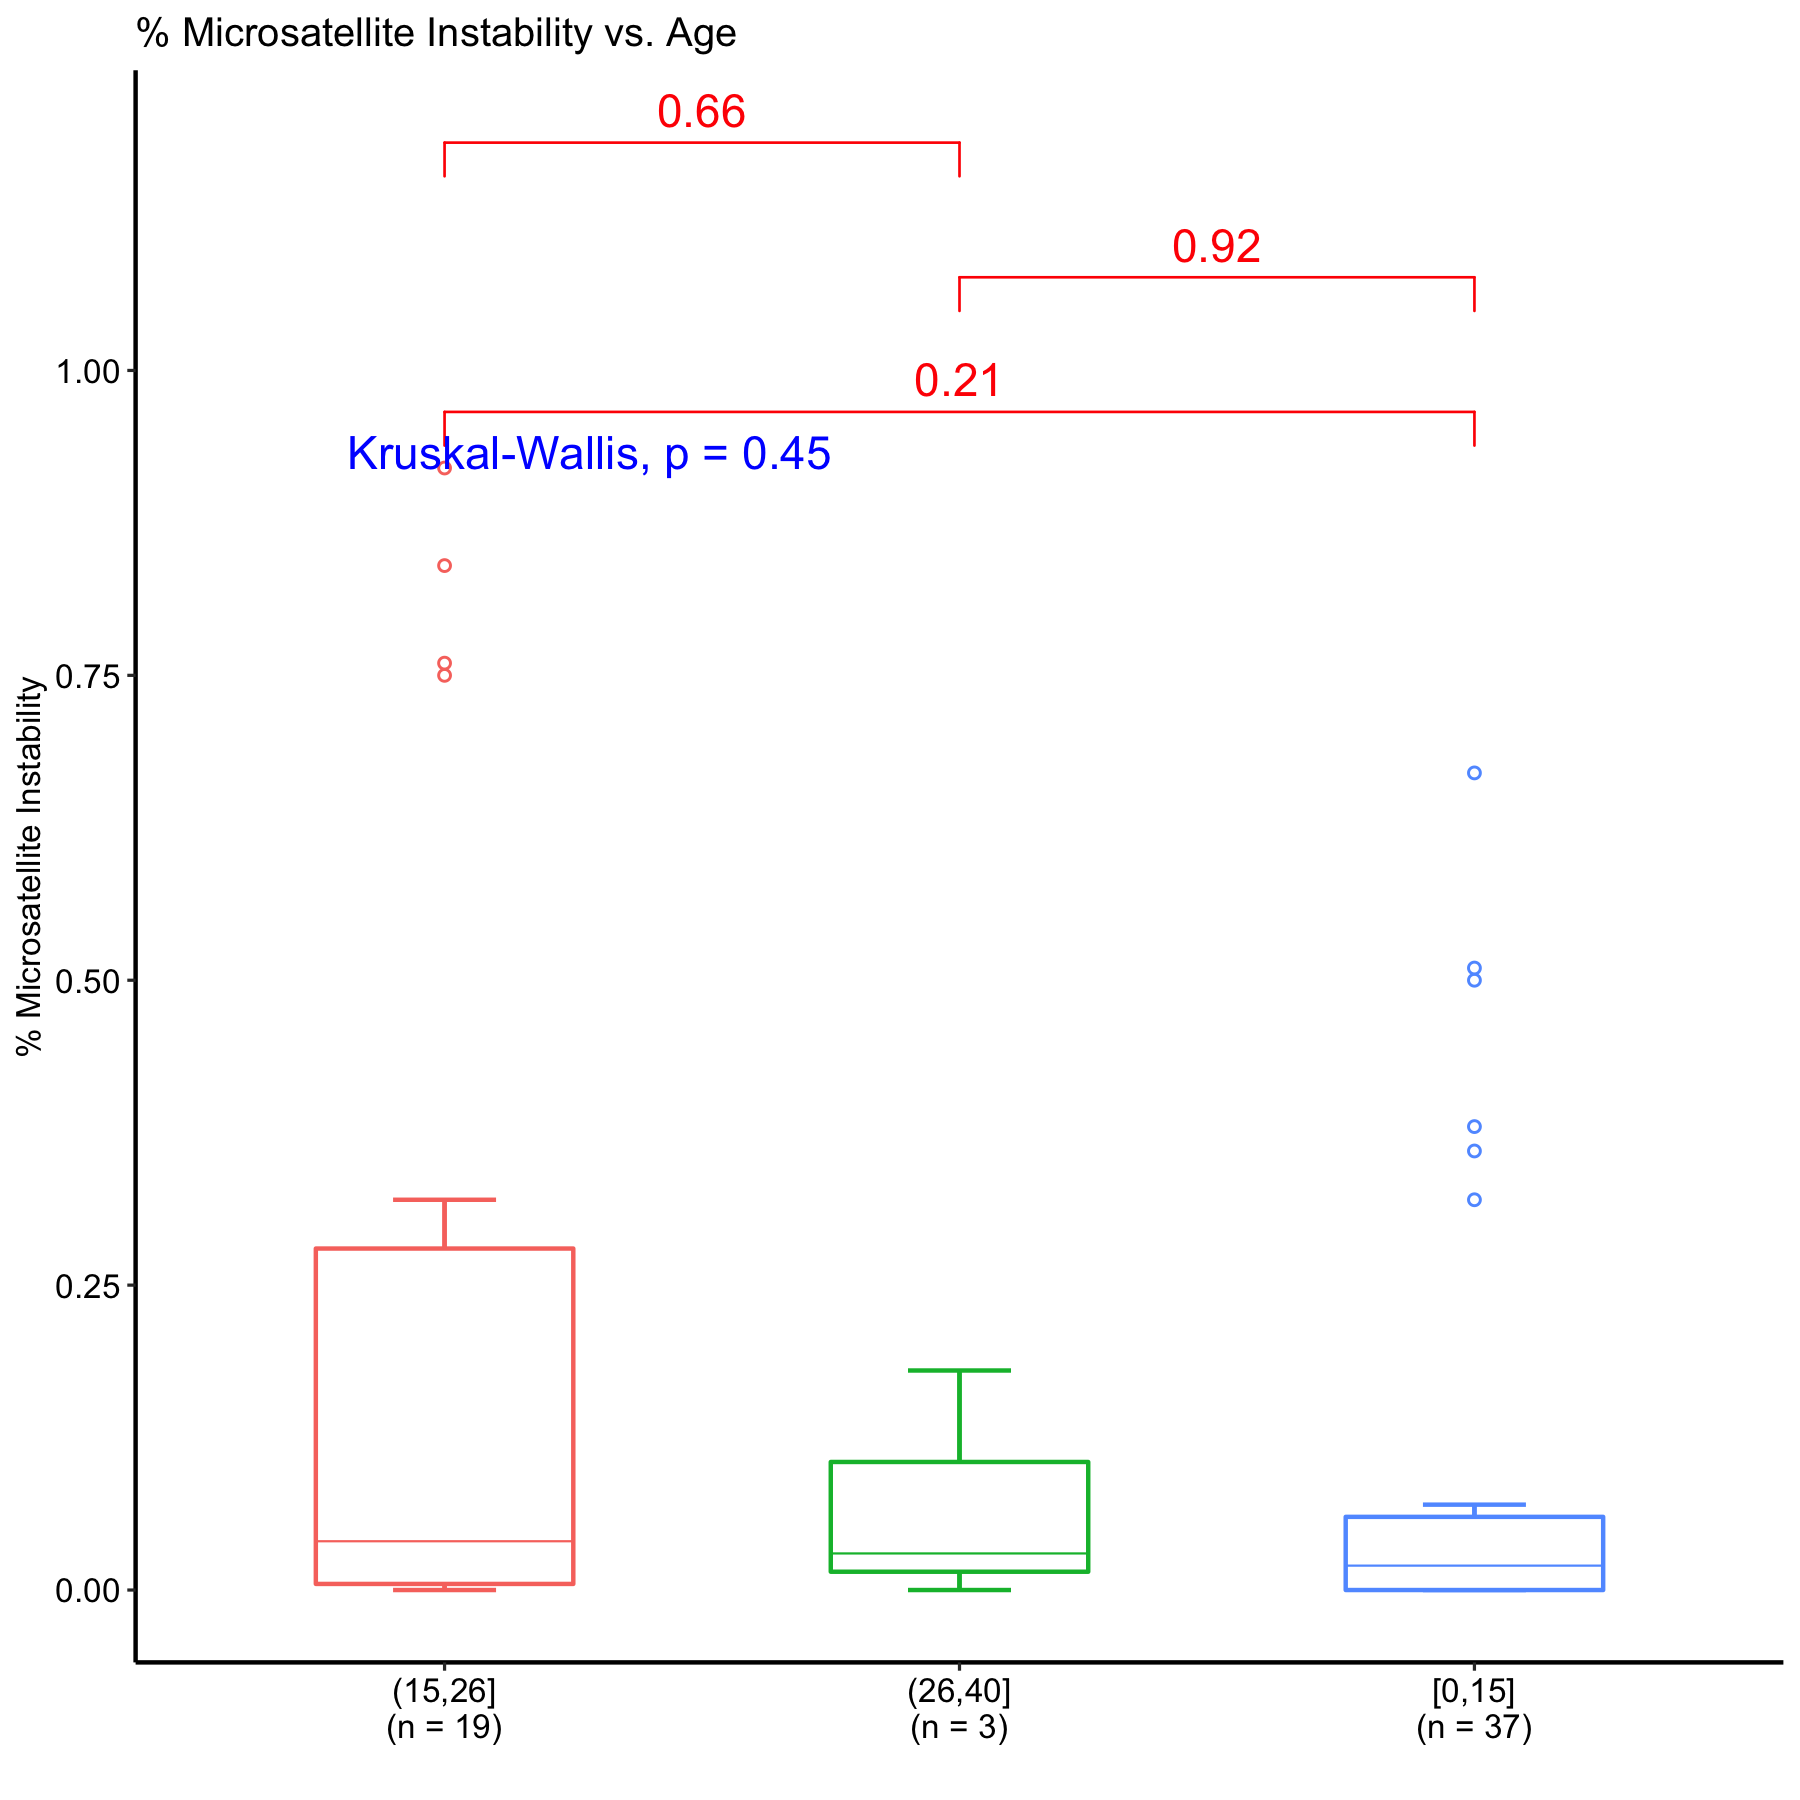 % Microsatellite Instability vs. Age
0.66
0.92
0.21
Kruskal-Wallis, p = 0.45
% Microsatellite Instability
1.00
0.75
0.50
0.25
0.00
(15,26]
(n = 19)
(26,40]
(n = 3)
[0,15]
(n = 37)